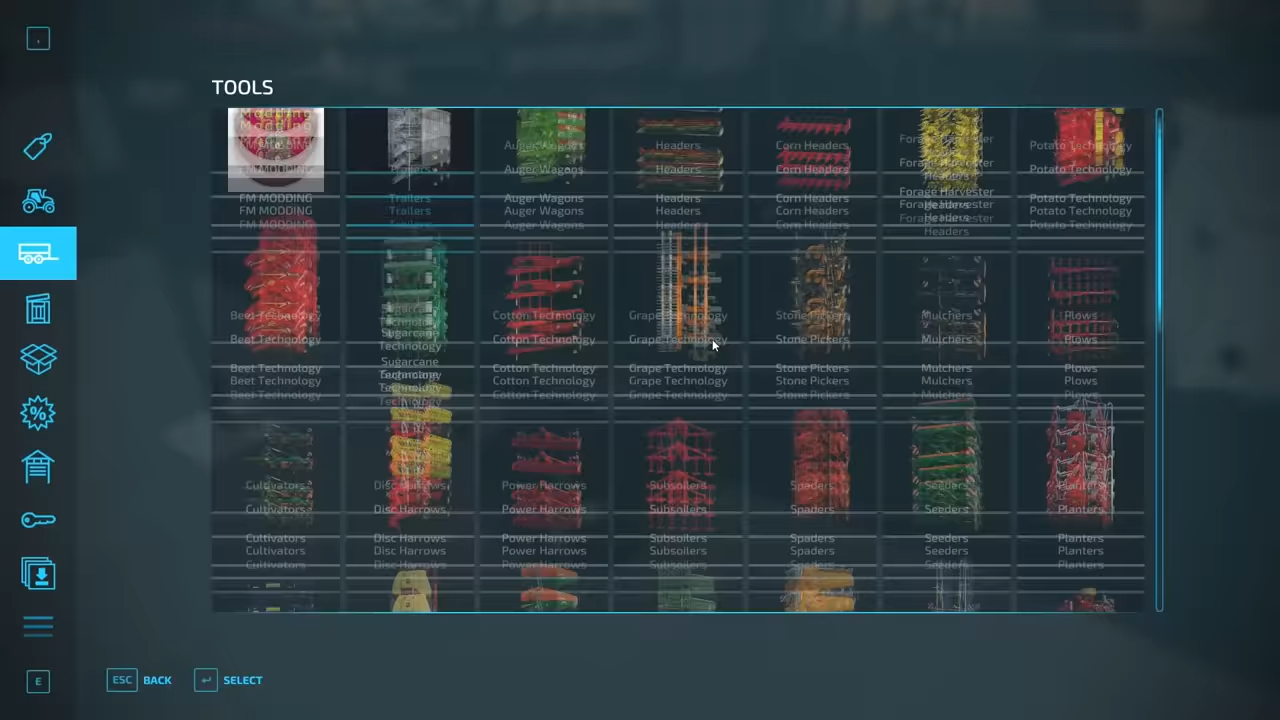 TOOLS
FM MODDING Trailers Auger Wagons Headers Corn Headers Forage Harvester Headers Potato Technology
Beet Technology Sugarcane Technology Cotton Technology Grape Technology Stone Pickers Mulchers Plows
Cultivators Disc Harrows Power Harrows Subsoilers Spaders Seeders Planters
E
ESC BACK SELECT